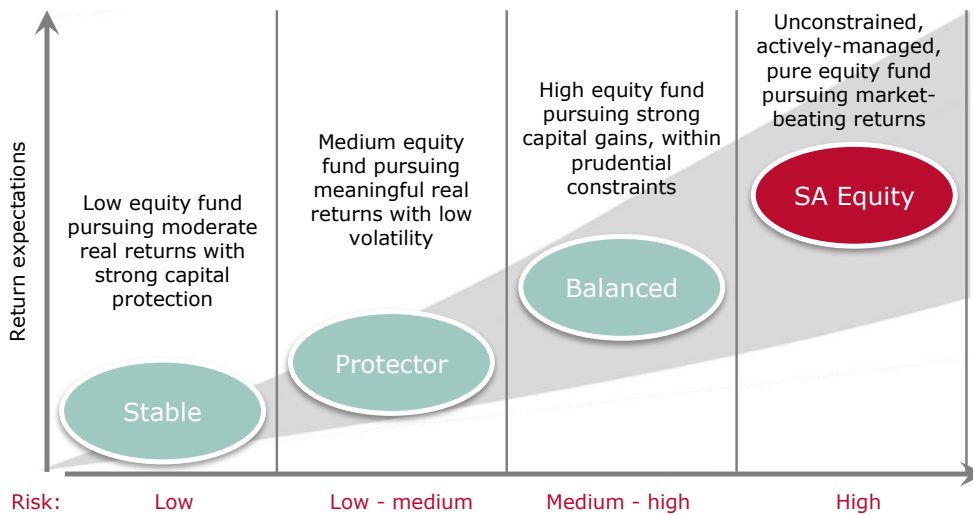 Return expectations
Low equity fund
pursuing moderate
real returns with
strong capital
protection
Stable
Medium equity
fund pursuing
meaningful real
returns with low
volatility
Protector
High equity fund
pursuing strong
capital gains, within
prudential
constraints
Balanced
Unconstrained,
actively-managed,
pure equity fund
pursuing market-
beating returns
SA Equity
Risk:
Low
Low - medium
Medium - high
High